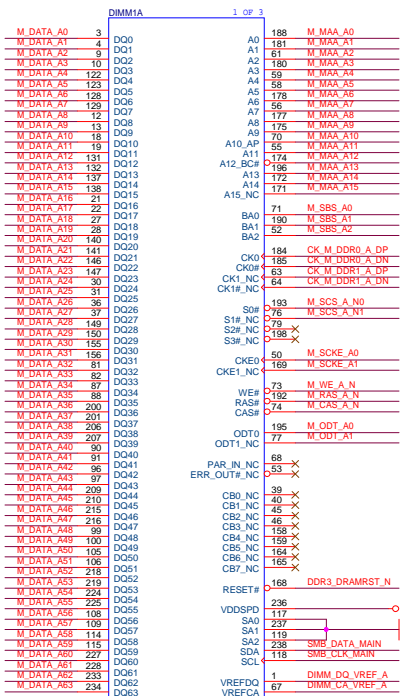 DIMM1A 1 OF 3
M_DATA_A0 3 DQ0
M_DATA_A1 4 DQ1
M_DATA_A2 9 DQ2
M_DATA_A3 10 DQ3
M_DATA_A4 122 DQ4
M_DATA_A5 123 DQ5
M_DATA_A6 128 DQ6
M_DATA_A7 129 DQ7
M_DATA_A8 12 DQ8
M_DATA_A9 13 DQ9
M_DATA_A10 18 DQ10
M_DATA_A11 19 DQ11
M_DATA_A12 131 DQ12
M_DATA_A13 132 DQ13
M_DATA_A14 137 DQ14
M_DATA_A15 138 DQ15
M_DATA_A16 21 DQ16
M_DATA_A17 22 DQ17
M_DATA_A18 27 DQ18
M_DATA_A19 28 DQ19
M_DATA_A20 140 DQ20
M_DATA_A21 141 DQ21
M_DATA_A22 146 DQ22
M_DATA_A23 147 DQ23
M_DATA_A24 30 DQ24
M_DATA_A25 31 DQ25
M_DATA_A26 36 DQ26
M_DATA_A27 37 DQ27
M_DATA_A28 149 DQ28
M_DATA_A29 150 DQ29
M_DATA_A30 155 DQ30
M_DATA_A31 156 DQ31
M_DATA_A32 81 DQ32
M_DATA_A33 82 DQ33
M_DATA_A34 87 DQ34
M_DATA_A35 88 DQ35
M_DATA_A36 200 DQ36
M_DATA_A37 201 DQ37
M_DATA_A38 206 DQ38
M_DATA_A39 207 DQ39
M_DATA_A40 90 DQ40
M_DATA_A41 91 DQ41
M_DATA_A42 96 DQ42
M_DATA_A43 97 DQ43
M_DATA_A44 209 DQ44
M_DATA_A45 210 DQ45
M_DATA_A46 215 DQ46
M_DATA_A47 216 DQ47
M_DATA_A48 99 DQ48
M_DATA_A49 100 DQ49
M_DATA_A50 105 DQ50
M_DATA_A51 106 DQ51
M_DATA_A52 218 DQ52
M_DATA_A53 219 DQ53
M_DATA_A54 224 DQ54
M_DATA_A55 225 DQ55
M_DATA_A56 108 DQ56
M_DATA_A57 109 DQ57
M_DATA_A58 114 DQ58
M_DATA_A59 115 DQ59
M_DATA_A60 227 DQ60
M_DATA_A61 228 DQ61
M_DATA_A62 233 DQ62
M_DATA_A63 234 DQ63
A0 188 M_MAA_A0
A1 181 M_MAA_A1
A2 61 M_MAA_A2
A3 180 M_MAA_A3
A4 59 M_MAA_A4
A5 58 M_MAA_A5
A6 178 M_MAA_A6
A7 56 M_MAA_A7
A8 177 M_MAA_A8
A9 175 M_MAA_A9
A10_AP 70 M_MAA_A10
A11 55 M_MAA_A11
A12_BC# 174 M_MAA_A12
A13 196 M_MAA_A13
A14 172 M_MAA_A14
A15_NC 171 M_MAA_A15
BA0 71 M_SBS_A0
BA1 190 M_SBS_A1
BA2 52 M_SBS_A2
CK0 184 CK_M_DDR0_A_DP
CK0# 185 CK_M_DDR0_A_DN
CK1_NC 63 CK_M_DDR1_A_DP
CK1#_NC 64 CK_M_DDR1_A_DN
S0# 193 M_SCS_A_N0
S1#_NC 76 M_SCS_A_N1
S2#_NC 79
S3#_NC 198
CKE0 50 M_SCKE_A0
CKE1_NC 169 M_SCKE_A1
WE# 73 M_WE_A_N
RAS# 192 M_RAS_A_N
CAS# 74 M_CAS_A_N
ODT0 195 M_ODT_A0
ODT1_NC 77 M_ODT_A1
PAR_IN_NC 68
ERR_OUT#_NC 53
CB0_NC 39
CB1_NC 40
CB2_NC 45
CB3_NC 46
CB4_NC 158
CB5_NC 159
CB6_NC 164
CB7_NC 165
RESET# 168 DDR3_DRAMRST_N
VDDSPD 236
SA0 117
SA1 237
SA2 119
SDA 238 SMB_DATA_MAIN
SCL 118 SMB_CLK_MAIN
VREFDQ 1 DIMM_DQ_VREF_A
VREFCA 67 DIMM_CA_VREF_A